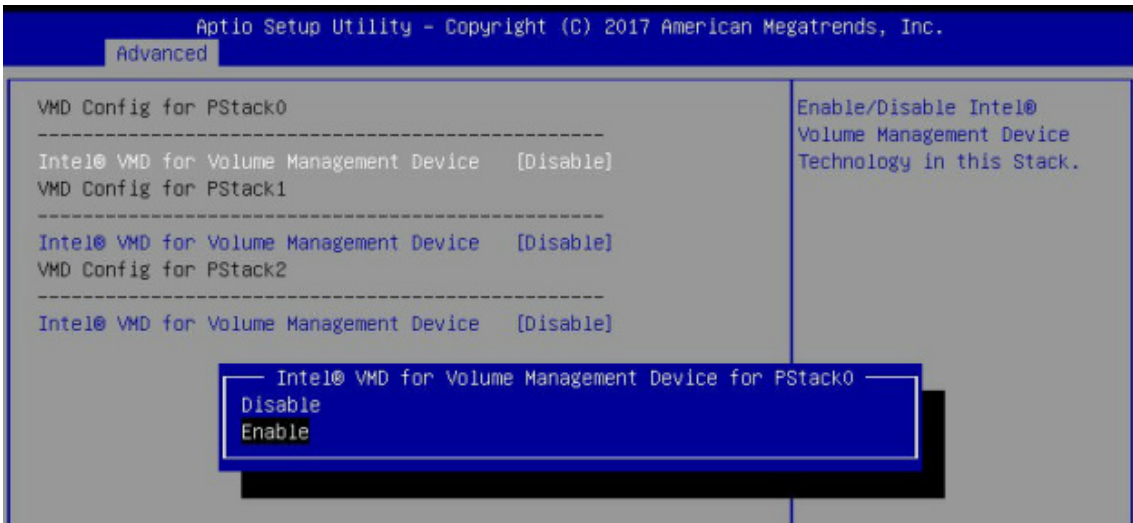 Aptio Setup Utility – Copyright (C) 2017 American Megatrends, Inc.
Advanced
VMD Config for PStack0
Enable/Disable Intel®
Volume Management Device
Technology in this Stack.
--------------------------------------------------
Intel® VMD for Volume Management Device [Disable]
VMD Config for PStack1
--------------------------------------------------
Intel® VMD for Volume Management Device [Disable]
VMD Config for PStack2
--------------------------------------------------
Intel® VMD for Volume Management Device [Disable]
Intel® VMD for Volume Management Device for PStack0
Disable
Enable